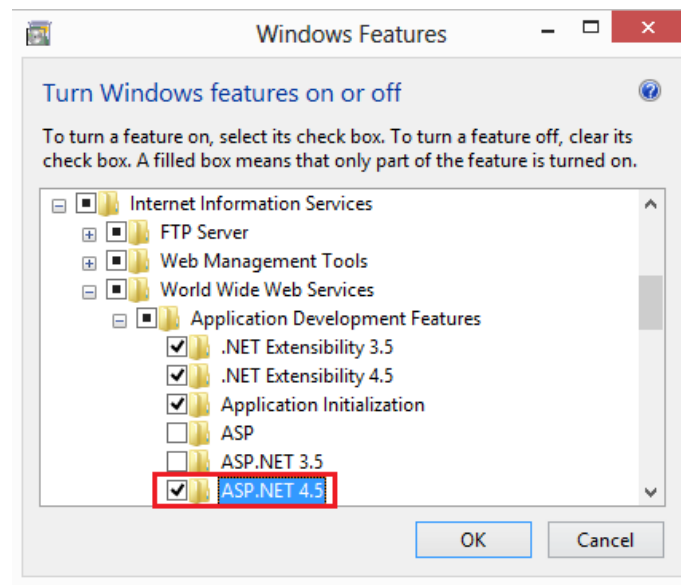 Windows Features
Turn Windows features on or off
To turn a feature on, select its check box. To turn a feature off, clear its
check box. A filled box means that only part of the feature is turned on.
Internet Information Services
FTP Server
Web Management Tools
World Wide Web Services
Application Development Features
.NET Extensibility 3.5
.NET Extensibility 4.5
Application Initialization
ASP
ASP.NET 3.5
ASP.NET 4.5
OK Cancel